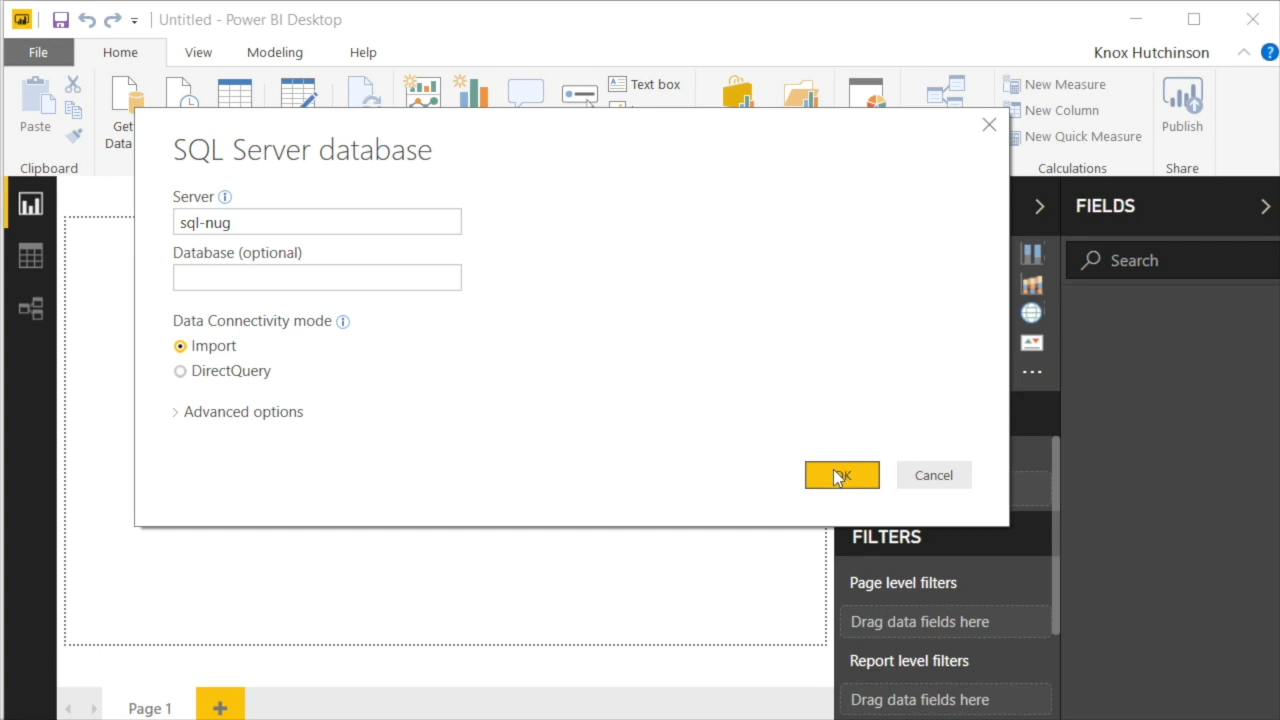 Untitled - Power BI Desktop
File Home View Modeling Help Knox Hutchinson ?
Paste
Get
Data
Text box
New Measure
New Column
New Quick Measure
Publish
Clipboard
Calculations
Share
SQL Server database
Server
sql-nug
Database (optional)
Data Connectivity mode
Import
DirectQuery
Advanced options
OK Cancel
FIELDS
Search
FILTERS
Page level filters
Drag data fields here
Report level filters
Drag data fields here
Page 1